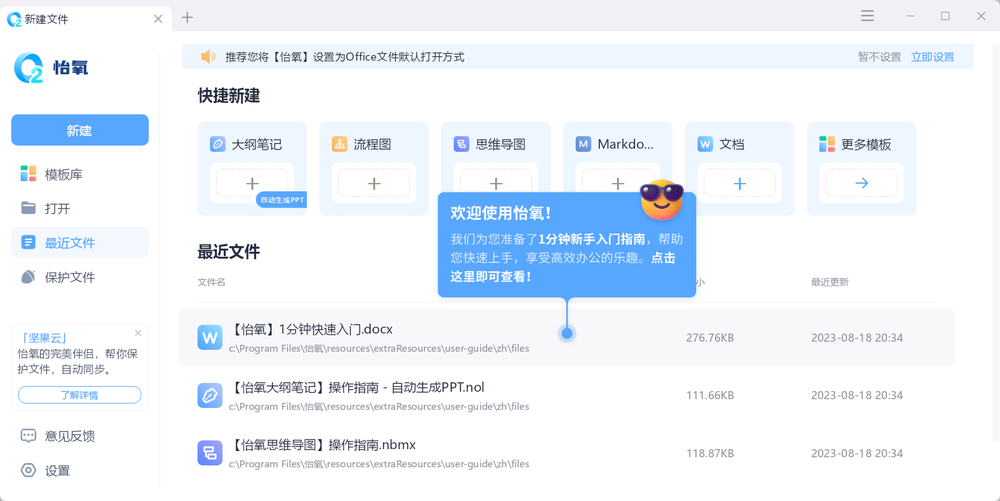 新建文件
怡氧
新建
模板库
打开
最近文件
保护文件
「坚果云」
怡氧的完美伴侣，帮你保
护文件，自动同步。
了解详情
意见反馈
设置
推荐您将【怡氧】设置为Office文件默认打开方式
暂不设置 立即设置
快捷新建
大纲笔记
自动生成PPT
流程图
思维导图
Markdo...
文档
更多模板
欢迎使用怡氧！
我们为您准备了1分钟新手入门指南，帮助
您快速上手，享受高效办公的乐趣。点击
这里即可查看！
最近文件
文件名 小 最近更新
【怡氧】1分钟快速入门.docx
c:\Program Files\怡氧\resources\extraResources\user-guide\zh\files
276.76KB 2023-08-18 20:34
【怡氧大纲笔记】操作指南 - 自动生成PPT.nol
c:\Program Files\怡氧\resources\extraResources\user-guide\zh\files
111.66KB 2023-08-18 20:34
【怡氧思维导图】操作指南.nbmx
c:\Program Files\怡氧\resources\extraResources\user-guide\zh\files
118.87KB 2023-08-18 20:34